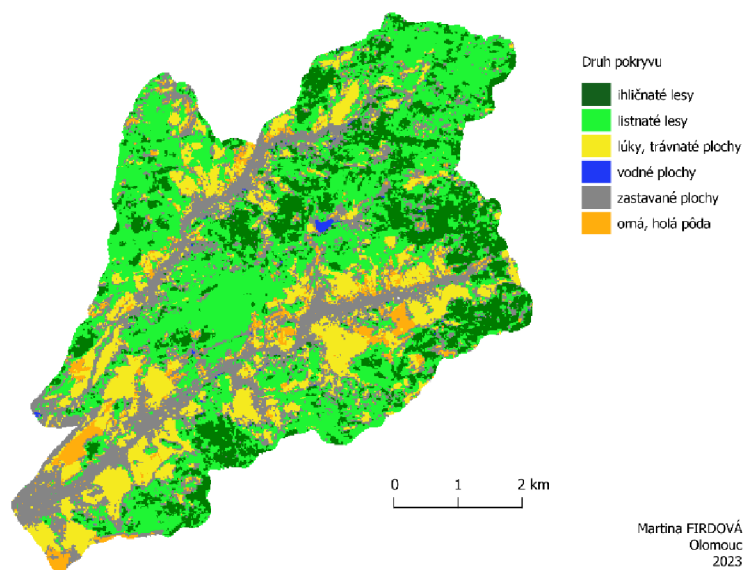 Druh pokryvu
ihličnaté lesy
listnaté lesy
lúky, trávnaté plochy
vodné plochy
zastavané plochy
orná, holá pôda
0 1 2 km
Martina FIRDOVÁ
Olomouc
2023